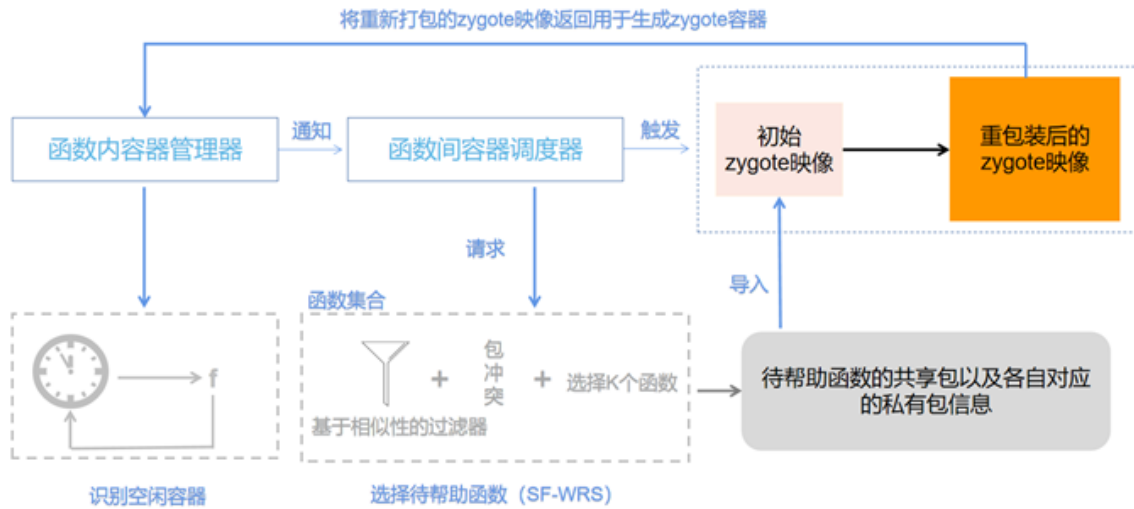 将重新打包的zygote映像返回用于生成zygote容器
函数内容器管理器
通知
函数间容器调度器
触发
初始
zygote映像
重包装后的
zygote映像
请求
导入
函数集合
f
包
冲
突
+
+
选择K个函数
基于相似性的过滤器
待帮助函数的共享包以及各自对应
的私有包信息
识别空闲容器
选择待帮助函数（SF-WRS）